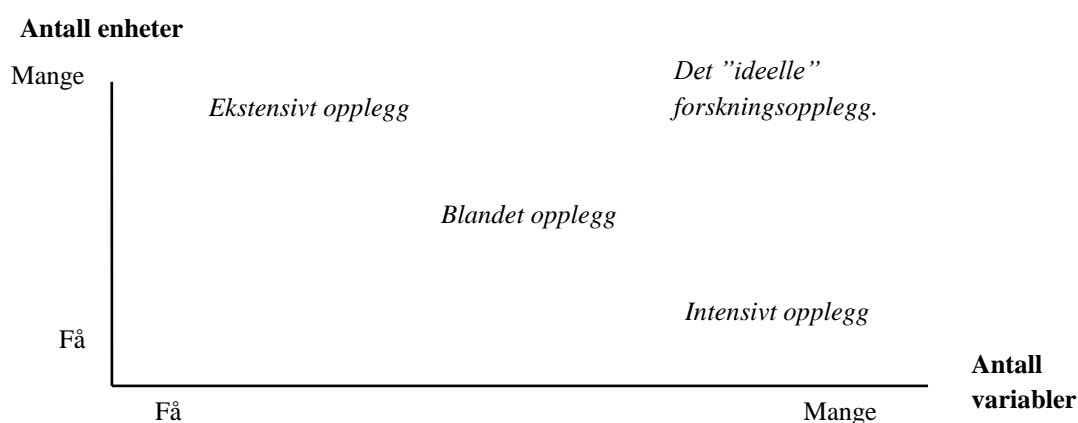 Antall enheter
Mange
Det ”ideelle”
forskningsopplegg.
Ekstensivt opplegg
Blandet opplegg
Intensivt opplegg
Få
Antall
variabler
Få
Mange